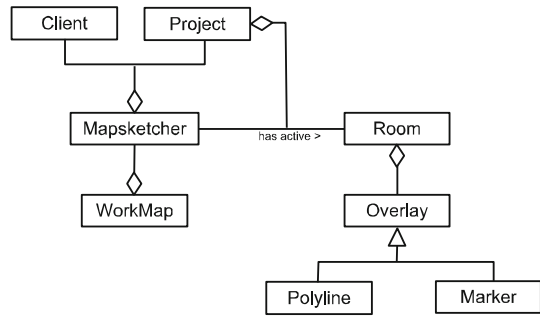 Client
Project
Mapsketcher
has active >
Room
WorkMap
Overlay
Polyline
Marker